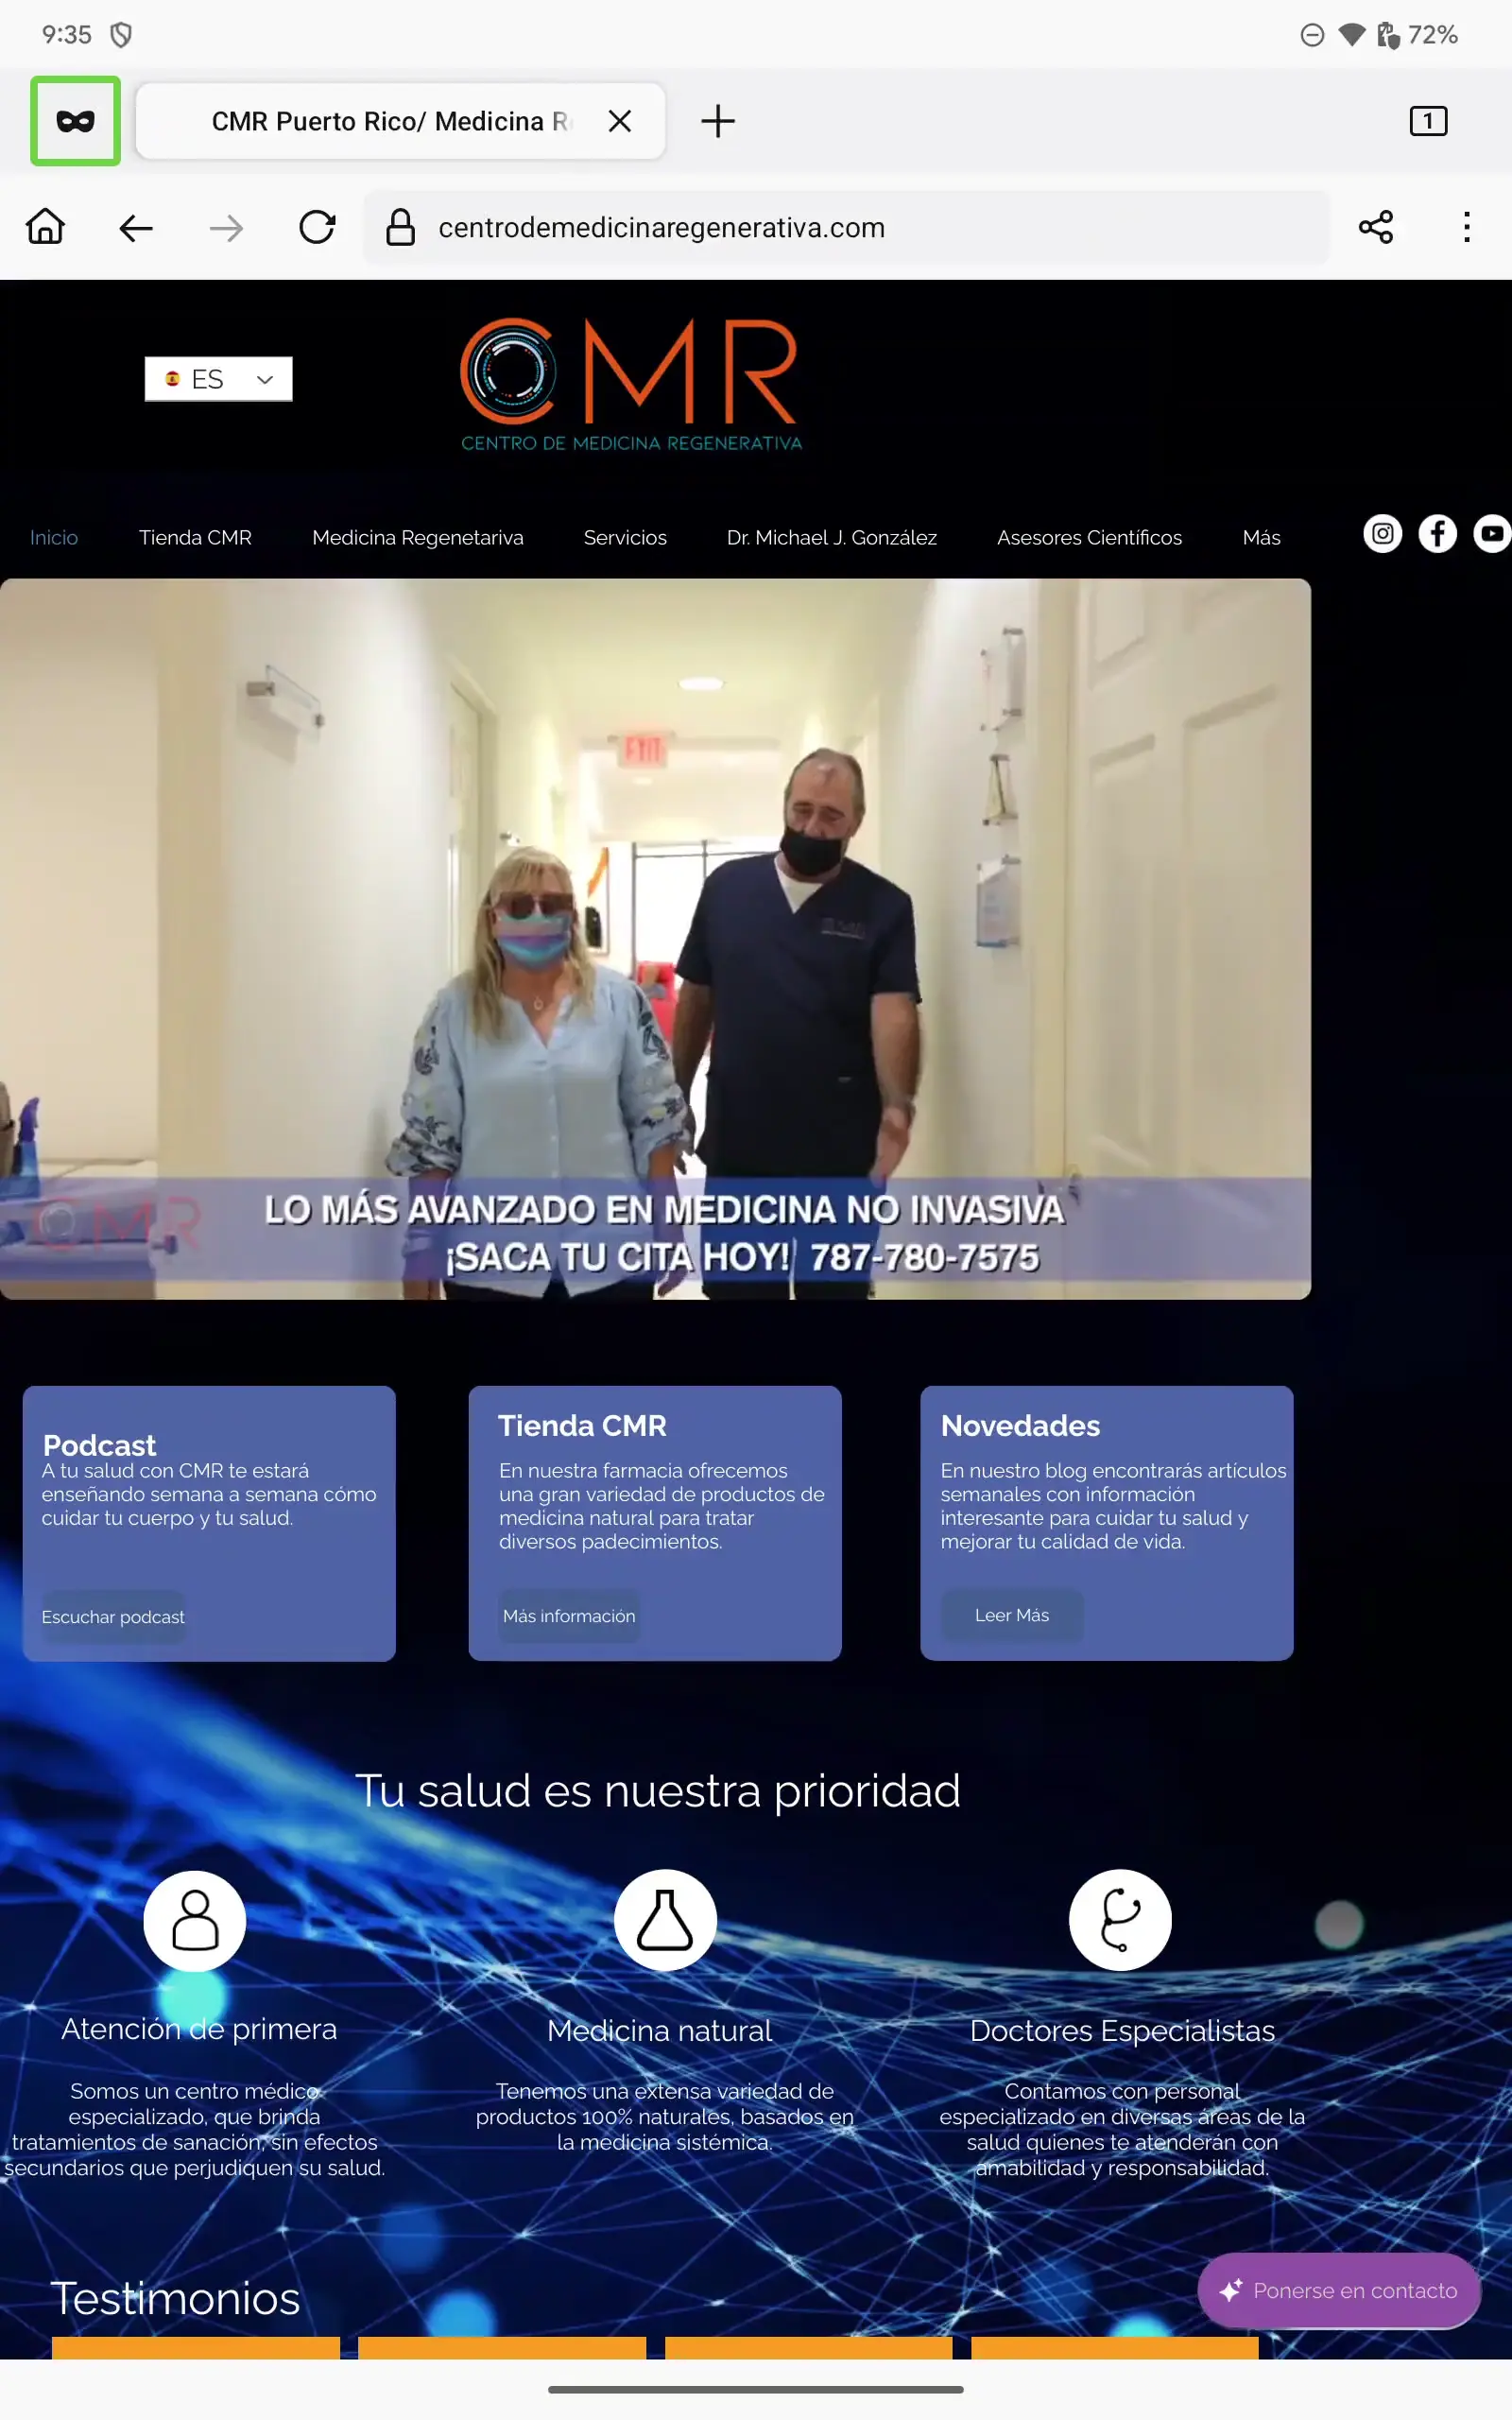 9:35
72%
CMR Puerto Rico/ Medicina R
1
centrodemedicinaregenerativa.com
ES
CMR
CENTRO DE MEDICINA REGENERATIVA
Inicio Tienda CMR Medicina Regenetariva Servicios Dr. Michael J. González Asesores Científicos Más
EXIT
CMR
LO MÁS AVANZADO EN MEDICINA NO INVASIVA
¡SACA TU CITA HOY! 787-780-7575
Podcast
A tu salud con CMR te estará
enseñando semana a semana cómo
cuidar tu cuerpo y tu salud.
Escuchar podcast
Tienda CMR
En nuestra farmacia ofrecemos
una gran variedad de productos de
medicina natural para tratar
diversos padecimientos.
Más información
Novedades
En nuestro blog encontrarás artículos
semanales con información
interesante para cuidar tu salud y
mejorar tu calidad de vida.
Leer Más
Tu salud es nuestra prioridad
Atención de primera
Somos un centro médico
especializado, que brinda
tratamientos de sanación, sin efectos
secundarios que perjudiquen su salud.
Medicina natural
Tenemos una extensa variedad de
productos 100% naturales, basados en
la medicina sistémica.
Doctores Especialistas
Contamos con personal
especializado en diversas áreas de la
salud quienes te atenderán con
amabilidad y responsabilidad.
Testimonios
Ponerse en contacto